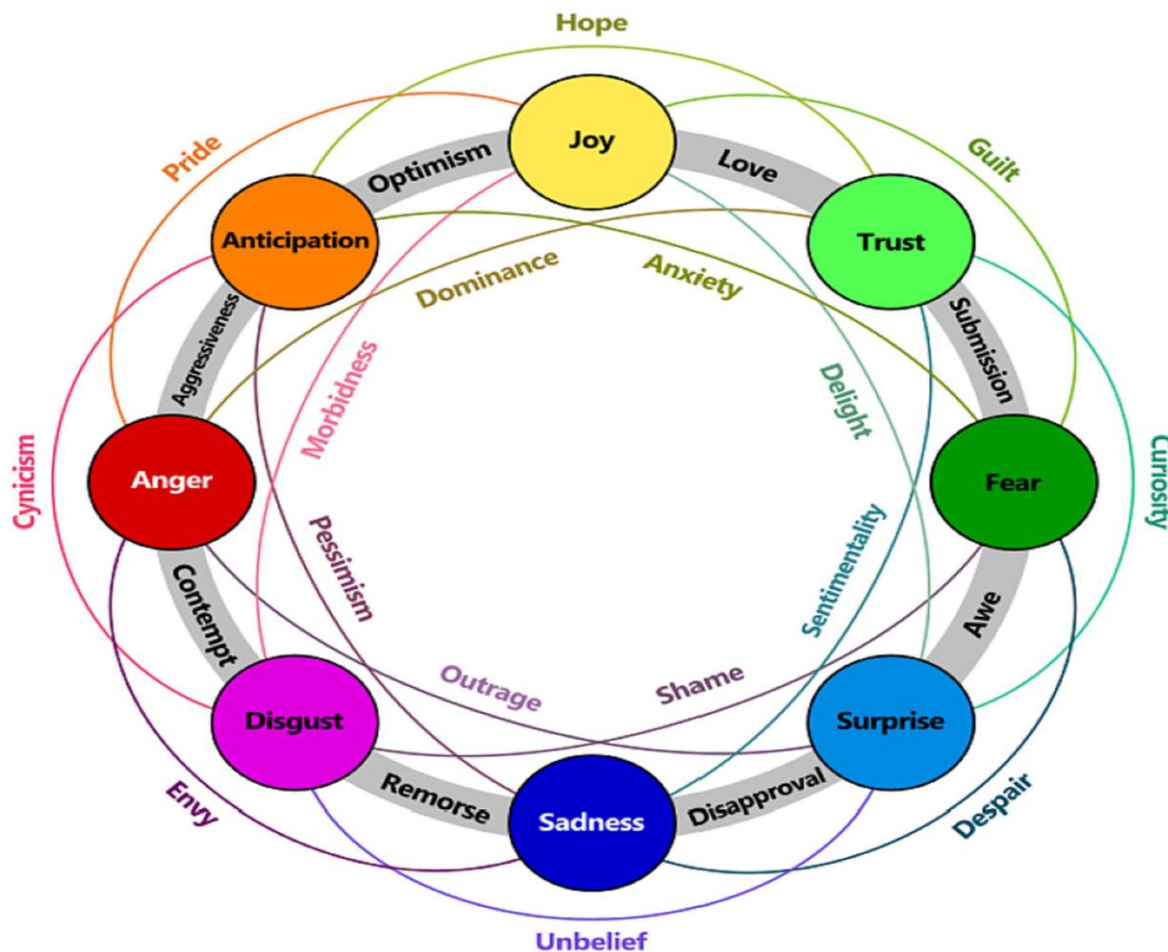 Hope
Joy
Pride
Optimism
Love
Guilt
Anticipation
Trust
Dominance
Anxiety
Aggressiveness
Submission
Morbidness
Delight
Cynicism
Anger
Fear
Curiosity
Pessimism
Sentimentality
Contempt
Awe
Outrage
Shame
Disgust
Surprise
Envy
Remorse
Sadness
Disapproval
Despair
Unbelief